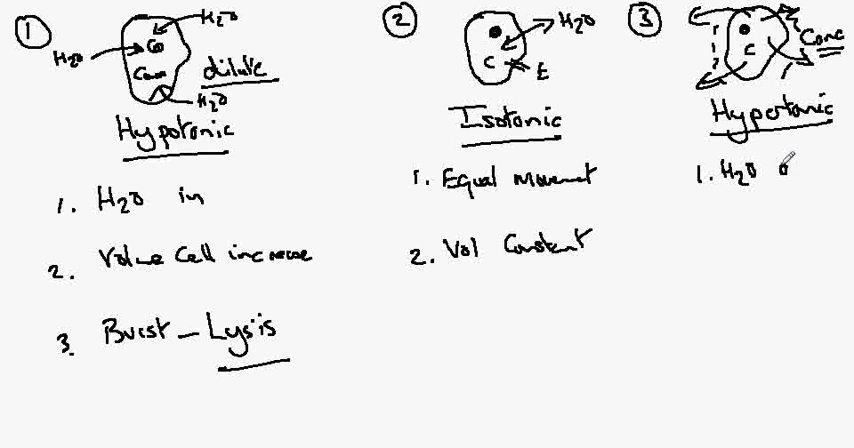 1
H2O
H2O
Conc
dilute
H2O
Hypotonic
1. H2O in
2. Volume Cell increase
3. Burst - Lysis
2
H2O
C = E
Isotonic
1. Equal Movement
2. Vol Constant
3
C
Conc
Hypertonic
1. H2O o